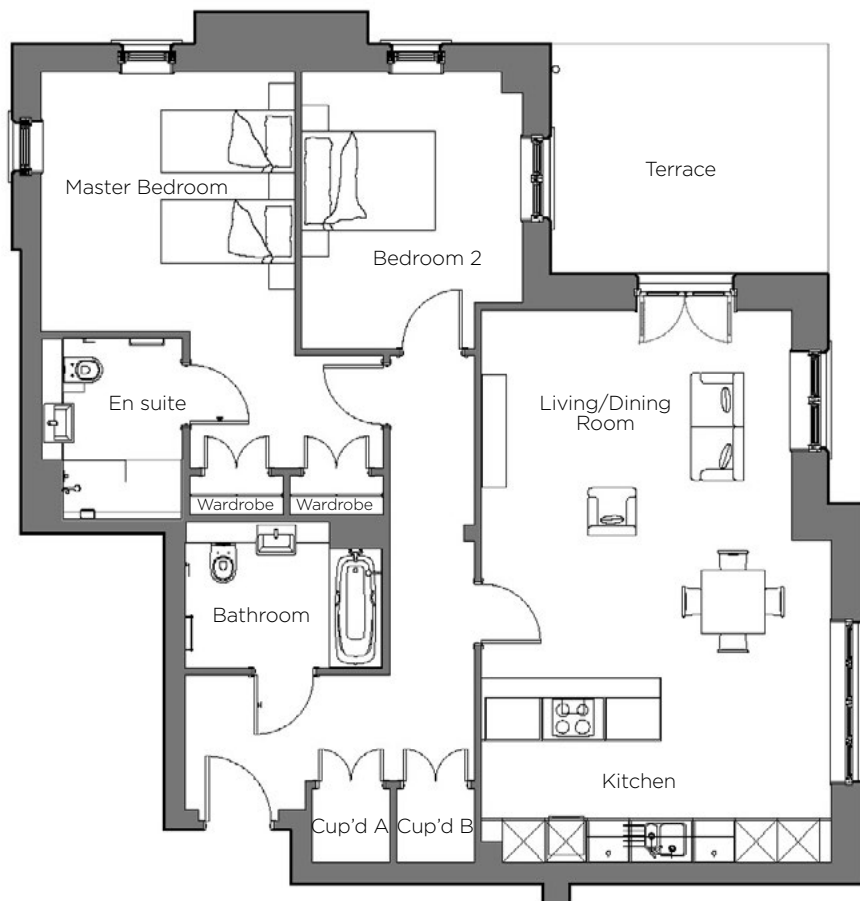 Terrace
Master Bedroom
Bedroom 2
En suite
Living/Dining
Room
Wardrobe
Wardrobe
Bathroom
Kitchen
Cup'd A
Cup'd B